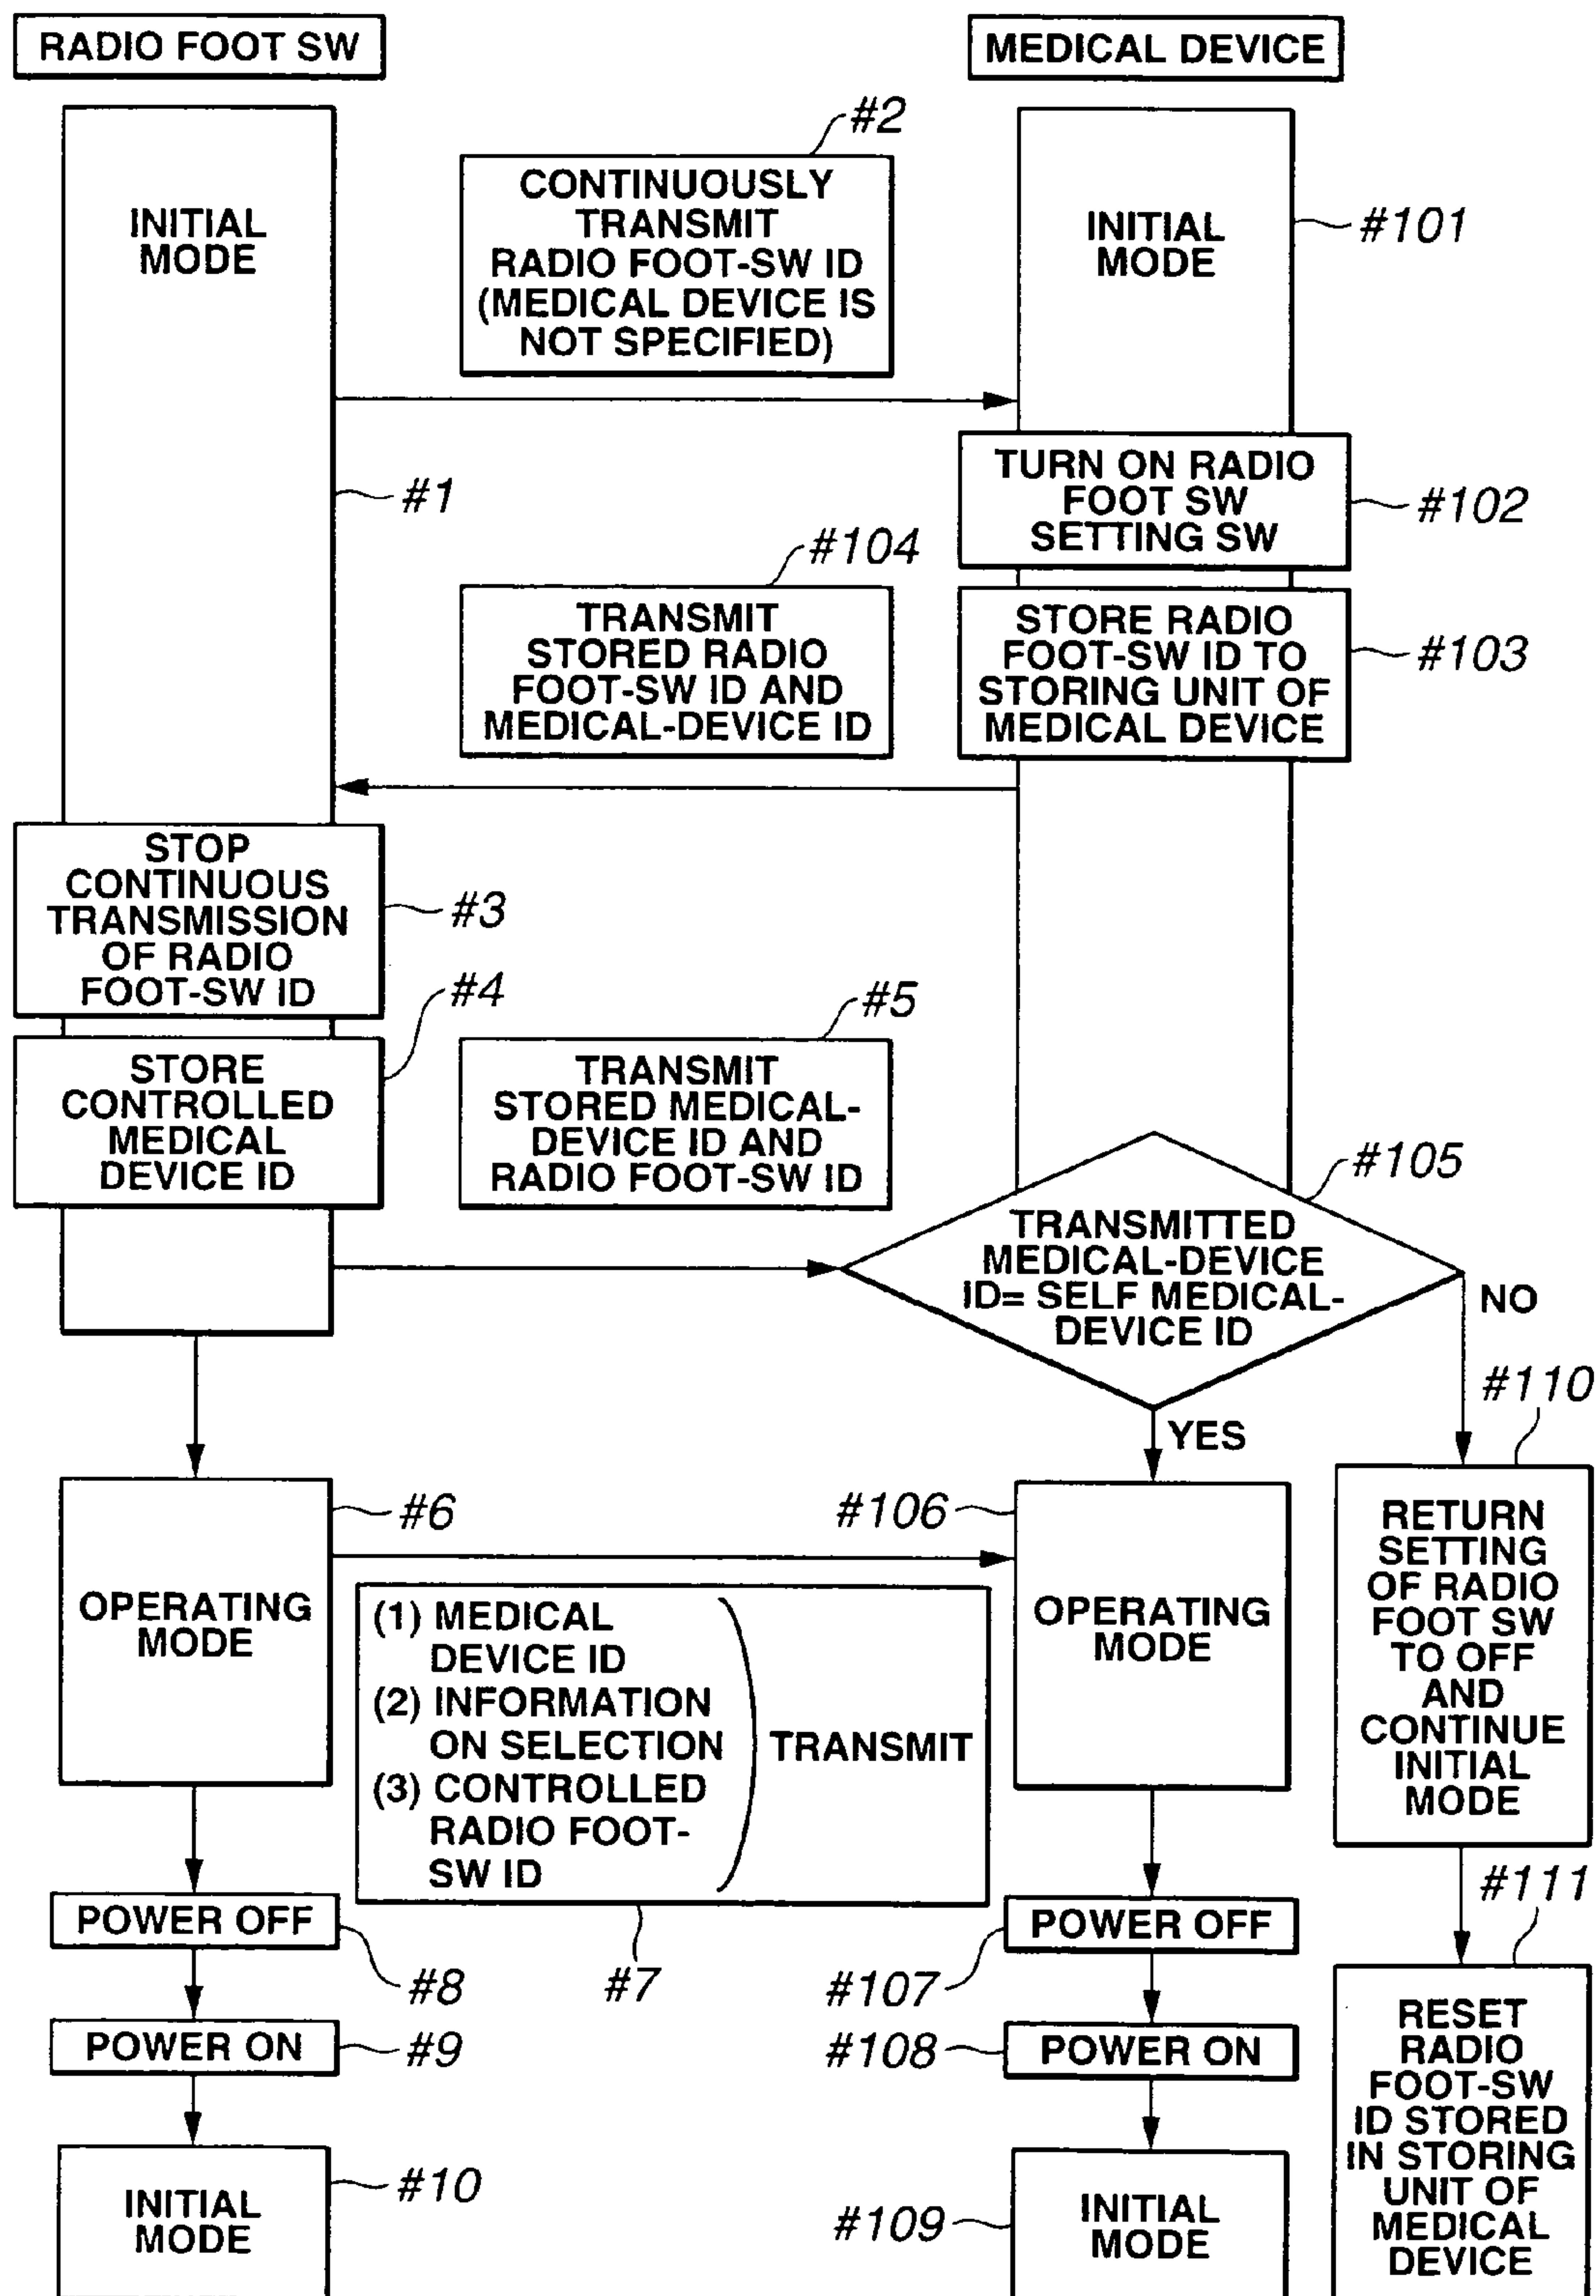 RADIO FOOT SW
MEDICAL DEVICE
#2
CONTINUOUSLY
TRANSMIT
RADIO FOOT-SW ID
(MEDICAL DEVICE IS
NOT SPECIFIED)
INITIAL
MODE
INITIAL
MODE
#101
#1
TURN ON RADIO
FOOT SW
SETTING SW
#102
#104
TRANSMIT
STORED RADIO
FOOT-SW ID AND
MEDICAL-DEVICE ID
STORE RADIO
FOOT-SW ID TO
STORING UNIT OF
MEDICAL DEVICE
#103
STOP
CONTINUOUS
TRANSMISSION
OF RADIO
FOOT-SW ID
#3
#4
STORE
CONTROLLED
MEDICAL
DEVICE ID
#5
TRANSMIT
STORED MEDICAL-
DEVICE ID AND
RADIO FOOT-SW ID
#105
TRANSMITTED
MEDICAL-DEVICE
ID= SELF MEDICAL-
DEVICE ID
NO
YES
#110
RETURN
SETTING
OF RADIO
FOOT SW
TO OFF
AND
CONTINUE
INITIAL
MODE
#6
OPERATING
MODE
#106
OPERATING
MODE
(1) MEDICAL
DEVICE ID
(2) INFORMATION
ON SELECTION
(3) CONTROLLED
RADIO FOOT-
SW ID
TRANSMIT
#7
POWER OFF
#8
POWER OFF
#107
#111
POWER ON
#9
POWER ON
#108
RESET
RADIO
FOOT-SW
ID STORED
IN STORING
UNIT OF
MEDICAL
DEVICE
INITIAL
MODE
#10
INITIAL
MODE
#109